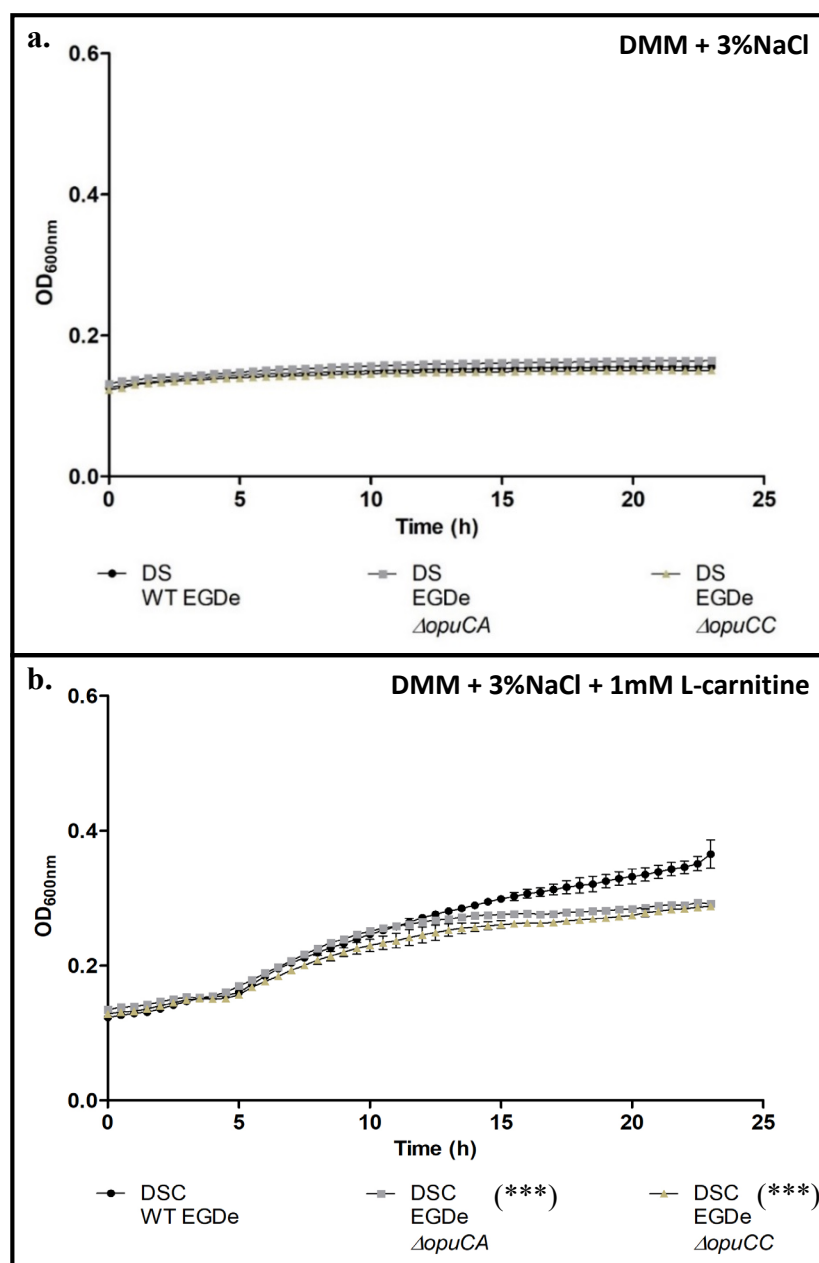 a.
DMM + 3%NaCl
0.6
0.4
0.2
0.0
OD600nm
0 5 10 15 20 25
Time (h)
DS
WT EGDe
DS
EGDe
ΔopuCA
DS
EGDe
ΔopuCC
b.
DMM + 3%NaCl + 1mM L-carnitine
0.6
0.4
0.2
0.0
OD600nm
0 5 10 15 20 25
Time (h)
DSC
WT EGDe
DSC (***)
EGDe
ΔopuCA
DSC (***)
EGDe
ΔopuCC